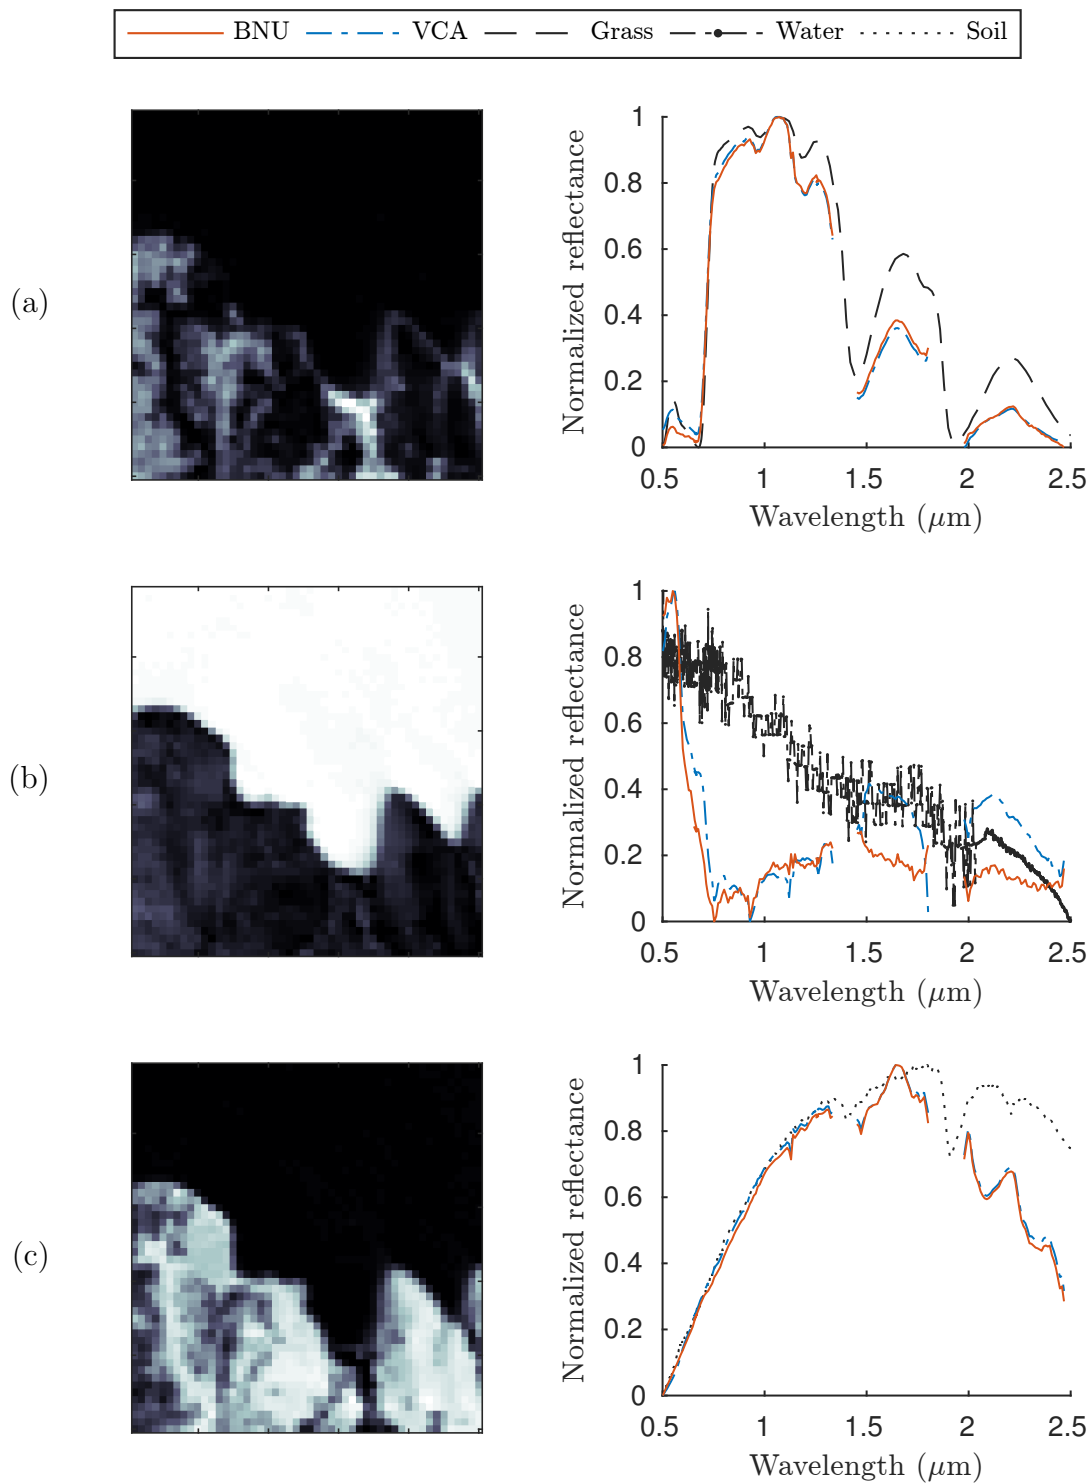 BNU VCA Grass Water Soil
(a)
Normalized reflectance
1
0.8
0.6
0.4
0.2
0
0.5 1 1.5 2 2.5
Wavelength (μm)
(b)
Normalized reflectance
1
0.8
0.6
0.4
0.2
0
0.5 1 1.5 2 2.5
Wavelength (μm)
(c)
Normalized reflectance
1
0.8
0.6
0.4
0.2
0
0.5 1 1.5 2 2.5
Wavelength (μm)